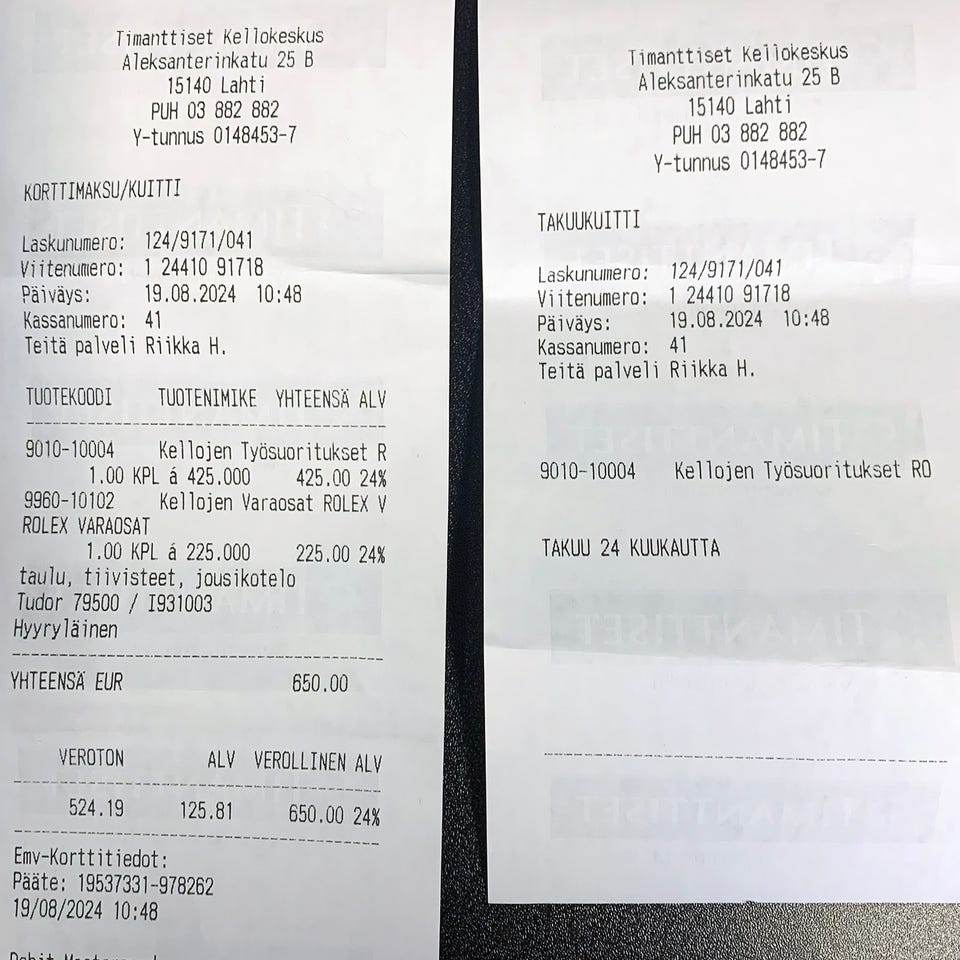 Timanttiset Kellokeskus
Aleksanterinkatu 25 B
15140 Lahti
PUH 03 882 882
Y-tunnus 0148453-7
KORTTIMAKSU/KUITTI
Laskunumero: 124/9171/041
Viitenumero: 1 24410 91718
Päiväys: 19.08.2024 10:48
Kassanumero: 41
Teitä palveli Riikka H.
TUOTEKOODI TUOTENIMIKE YHTEENSÄ ALV
9010-10004 Kellojen Työsuoritukset R
1.00 KPL á 425.000 425.00 24%
9960-10102 Kellojen Varaosat ROLEX V
ROLEX VARAOSAT
1.00 KPL á 225.000 225.00 24%
taulu, tiivisteet, jousikotelo
Tudor 79500 / I931003
Hyyryläinen
YHTEENSÄ EUR 650.00
VEROTON ALV VEROLLINEN ALV
524.19 125.81 650.00 24%
Emv-Korttitiedot:
Pääte: 19537331-978262
19/08/2024 10:48
Timanttiset Kellokeskus
Aleksanterinkatu 25 B
15140 Lahti
PUH 03 882 882
Y-tunnus 0148453-7
TAKUUKUITTI
Laskunumero: 124/9171/041
Viitenumero: 1 24410 91718
Päiväys: 19.08.2024 10:48
Kassanumero: 41
Teitä palveli Riikka H.
9010-10004 Kellojen Työsuoritukset RO
TAKUU 24 KUUKAUTTA
TIMANTTISET
TIMANTTISET
TIMANTTISET